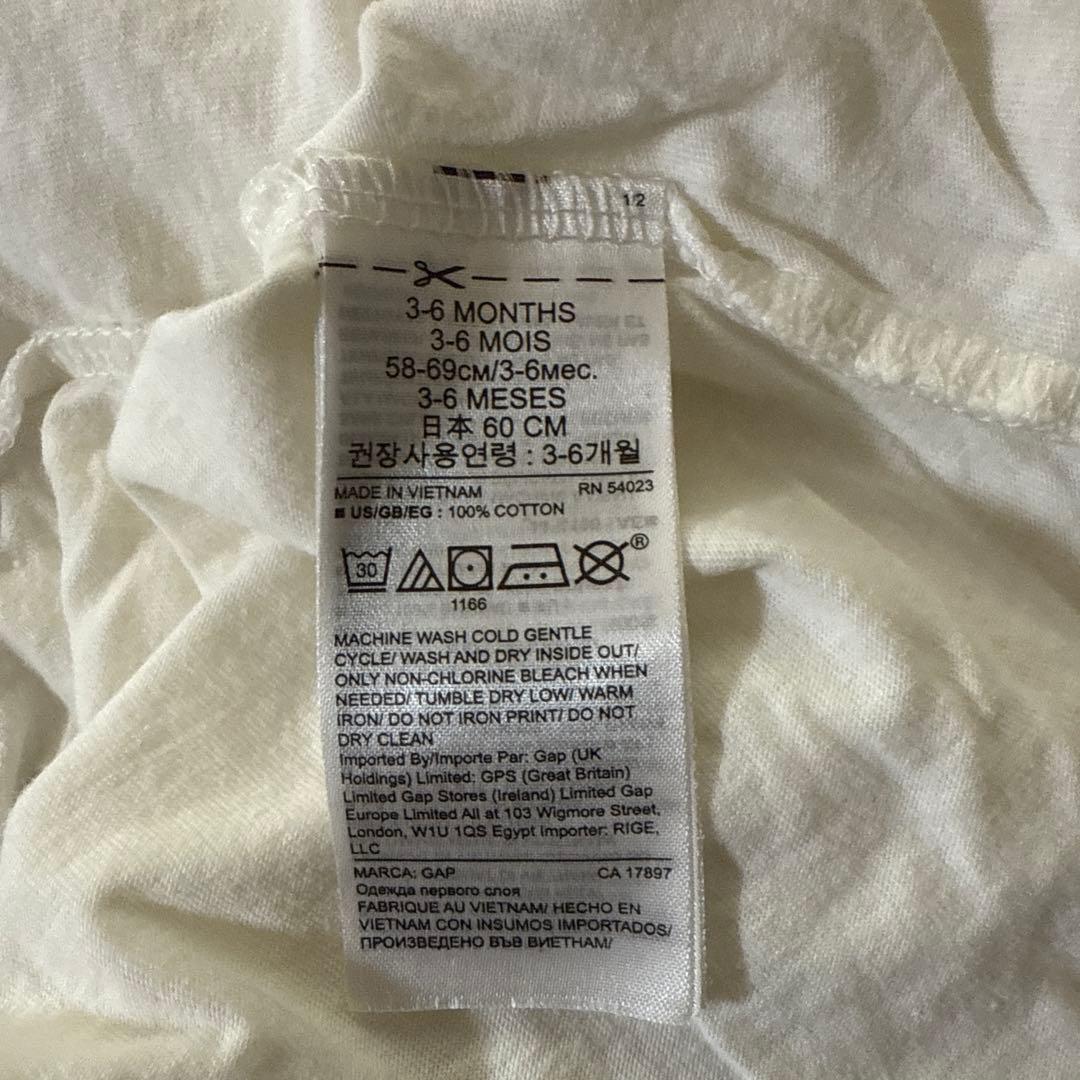 1/2
3-6 MONTHS
3-6 MOIS
58-69см/3-6мес.
3-6 MESES
日本 60 CM
권장사용연령 : 3-6개월
MADE IN VIETNAM RN 54023
■ US/GB/EG : 100% COTTON
30
®
1166
MACHINE WASH COLD GENTLE
CYCLE/ WASH AND DRY INSIDE OUT/
ONLY NON-CHLORINE BLEACH WHEN
NEEDED/ TUMBLE DRY LOW/ WARM
IRON/ DO NOT IRON PRINT/ DO NOT
DRY CLEAN
Imported By/Importe Par: Gap (UK
Holdings) Limited: GPS (Great Britain)
Limited Gap Stores (Ireland) Limited Gap
Europe Limited All at 103 Wigmore Street,
London, W1U 1QS Egypt Importer: RIGE,
LLC
MARCA: GAP CA 17897
Одежда первого слоя
FABRIQUE AU VIETNAM/ HECHO EN
VIETNAM CON INSUMOS IMPORTADOS/
ПРОИЗВЕДЕНО ВЪВ ВИЕТНАМ/